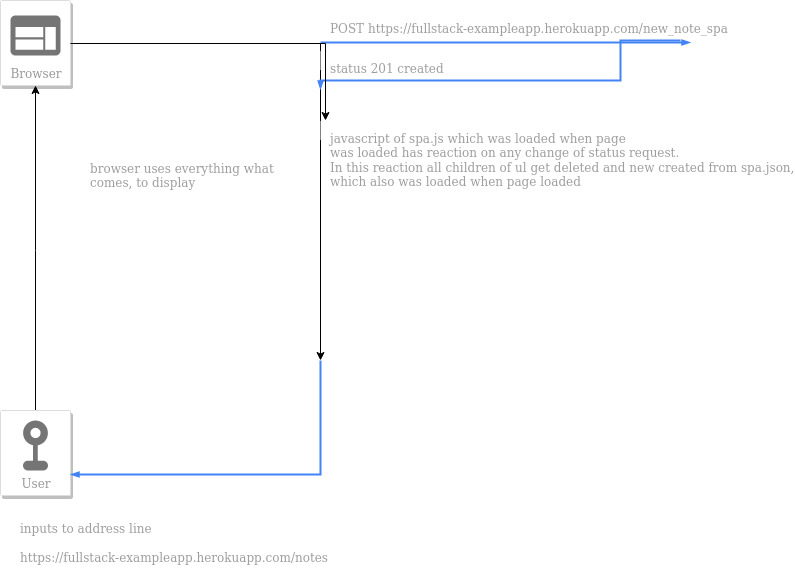 POST https://fullstack-exampleapp.herokuapp.com/new_note_spa
Browser
status 201 created
javascript of spa.js which was loaded when page
was loaded has reaction on any change of status request.
In this reaction all children of ul get deleted and new created from spa.json,
which also was loaded when page loaded
browser uses everything what
comes, to display
User
inputs to address line
https://fullstack-exampleapp.herokuapp.com/notes